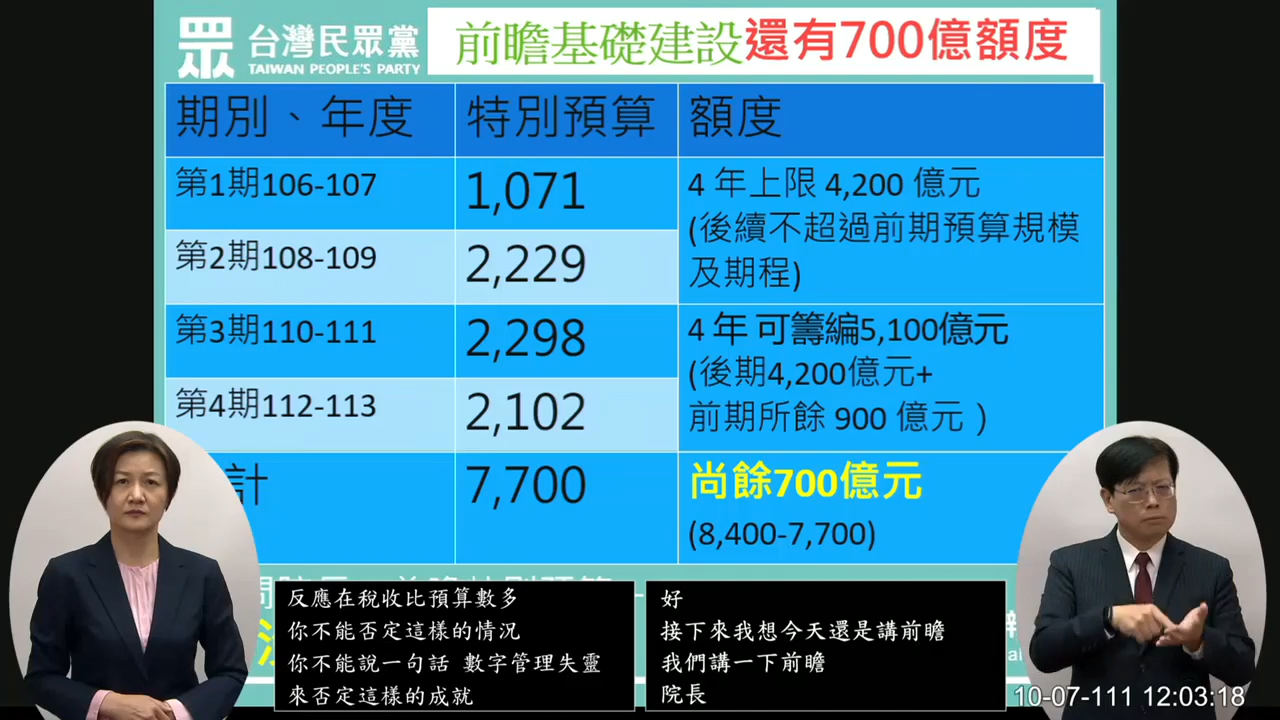 眾 台灣民眾黨
TAIWAN PEOPLE'S PARTY
前瞻基礎建設還有700億額度
期別、年度 特別預算 額度
第1期106-107 1,071 4 年上限 4,200 億元
(後續不超過前期預算規模
及期程)
第2期108-109 2,229
第3期110-111 2,298 4 年 可籌編5,100億元
(後期4,200億元+
前期所餘 900 億元 )
第4期112-113 2,102
計 7,700 尚餘700億元
(8,400-7,700)
反應在稅收比預算數多
你不能否定這樣的情況
你不能說一句話 數字管理失靈
來否定這樣的成就
好
接下來我想今天還是講前瞻
我們講一下前瞻
院長
10-07-111 12:03:18